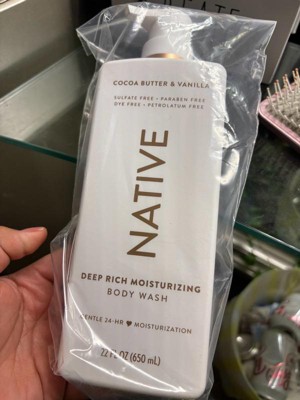 COCOA BUTTER & VANILLA
SULFATE FREE • PARABEN FREE
DYE FREE • PETROLATUM FREE
NATIVE
DEEP RICH MOISTURIZING
BODY WASH
GENTLE 24-HR ♥ MOISTURIZATION
22 FL OZ (650 mL)